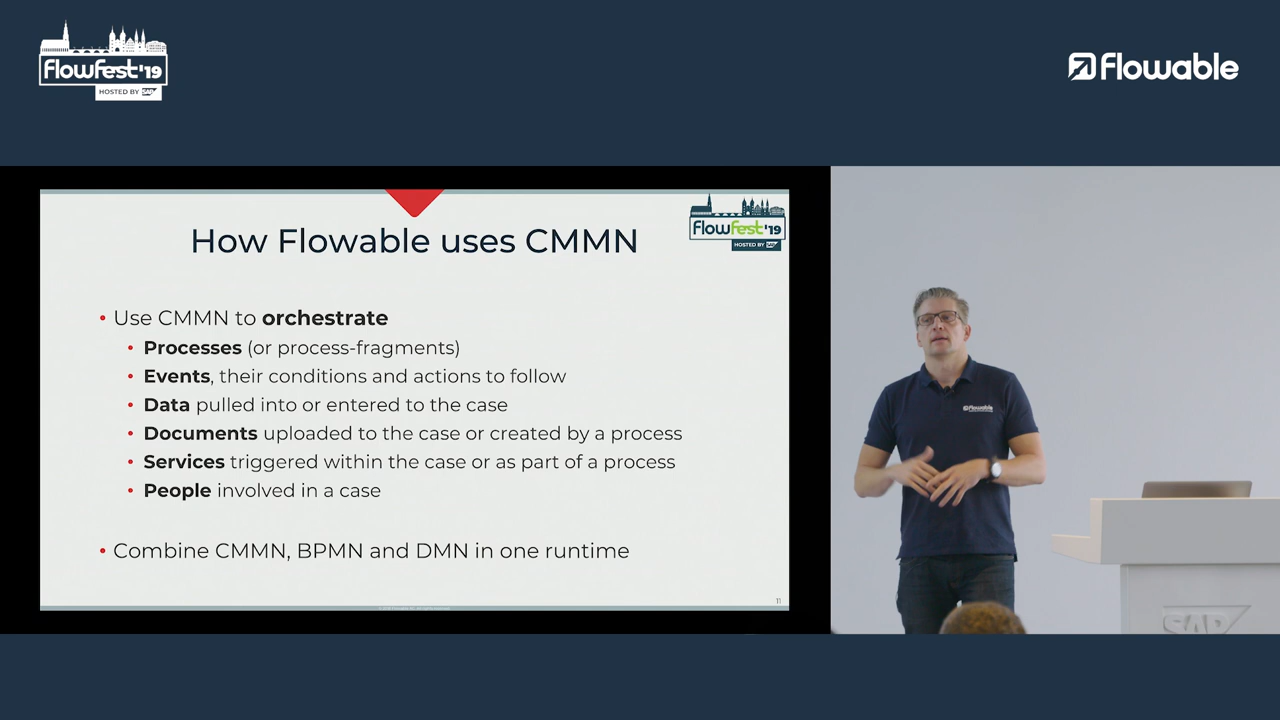 FlowFest'19
HOSTED BY SAP
Flowable
FlowFest'19
HOSTED BY SAP
How Flowable uses CMMN
• Use CMMN to orchestrate
• Processes (or process-fragments)
• Events, their conditions and actions to follow
• Data pulled into or entered to the case
• Documents uploaded to the case or created by a process
• Services triggered within the case or as part of a process
• People involved in a case
• Combine CMMN, BPMN and DMN in one runtime
11
Flowable
SAP